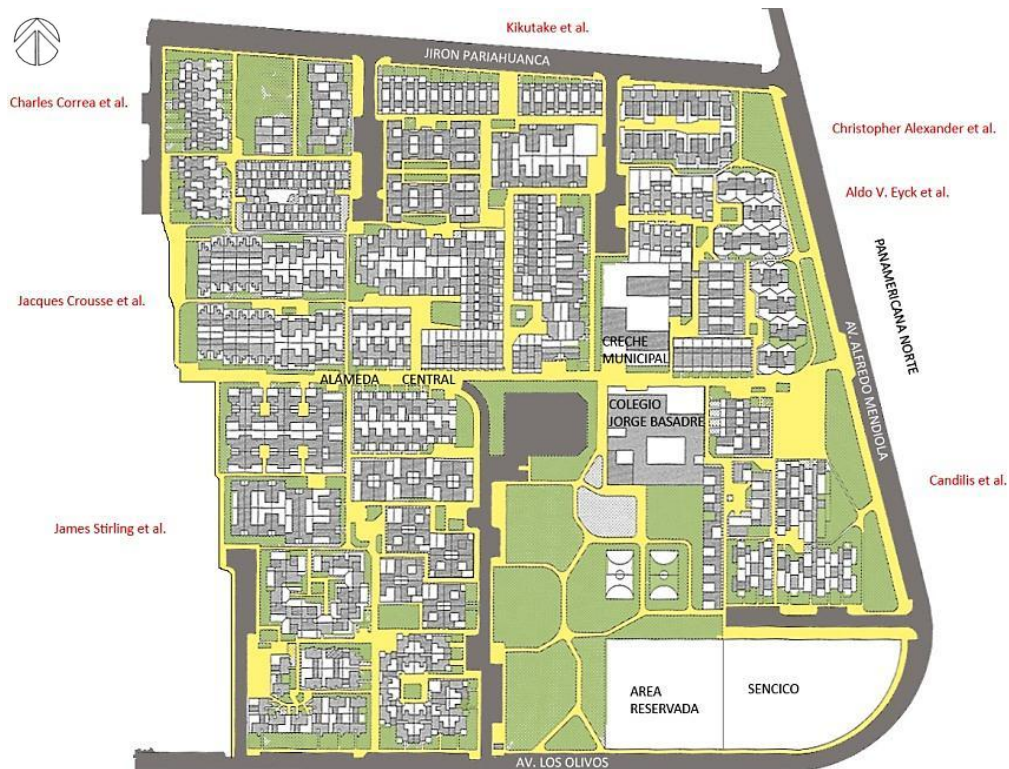 Kikutake et al.
JIRON PARIAHUANCA
Charles Correa et al.
Christopher Alexander et al.
Aldo V. Eyck et al.
PANAMERICANA NORTE
Jacques Crousse et al.
AV. ALFREDO MENDIOLA
CRECHE
MUNICIPAL
ALAMEDA CENTRAL
COLEGIO
JORGE BASADRE
Candilis et al.
James Stirling et al.
AREA
RESERVADA
SENCICO
AV. LOS OLIVOS